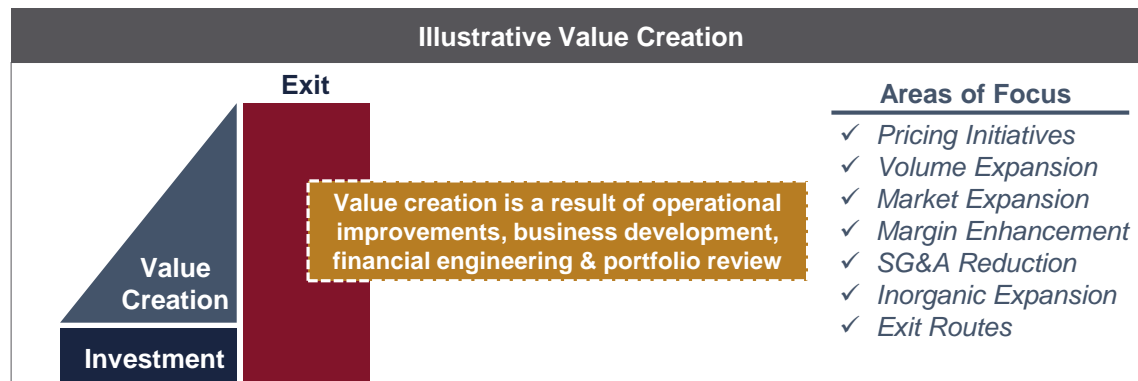 Illustrative Value Creation
Exit
Value
Creation
Investment
Value creation is a result of operational
improvements, business development,
financial engineering & portfolio review
Areas of Focus
✓ Pricing Initiatives
✓ Volume Expansion
✓ Market Expansion
✓ Margin Enhancement
✓ SG&A Reduction
✓ Inorganic Expansion
✓ Exit Routes